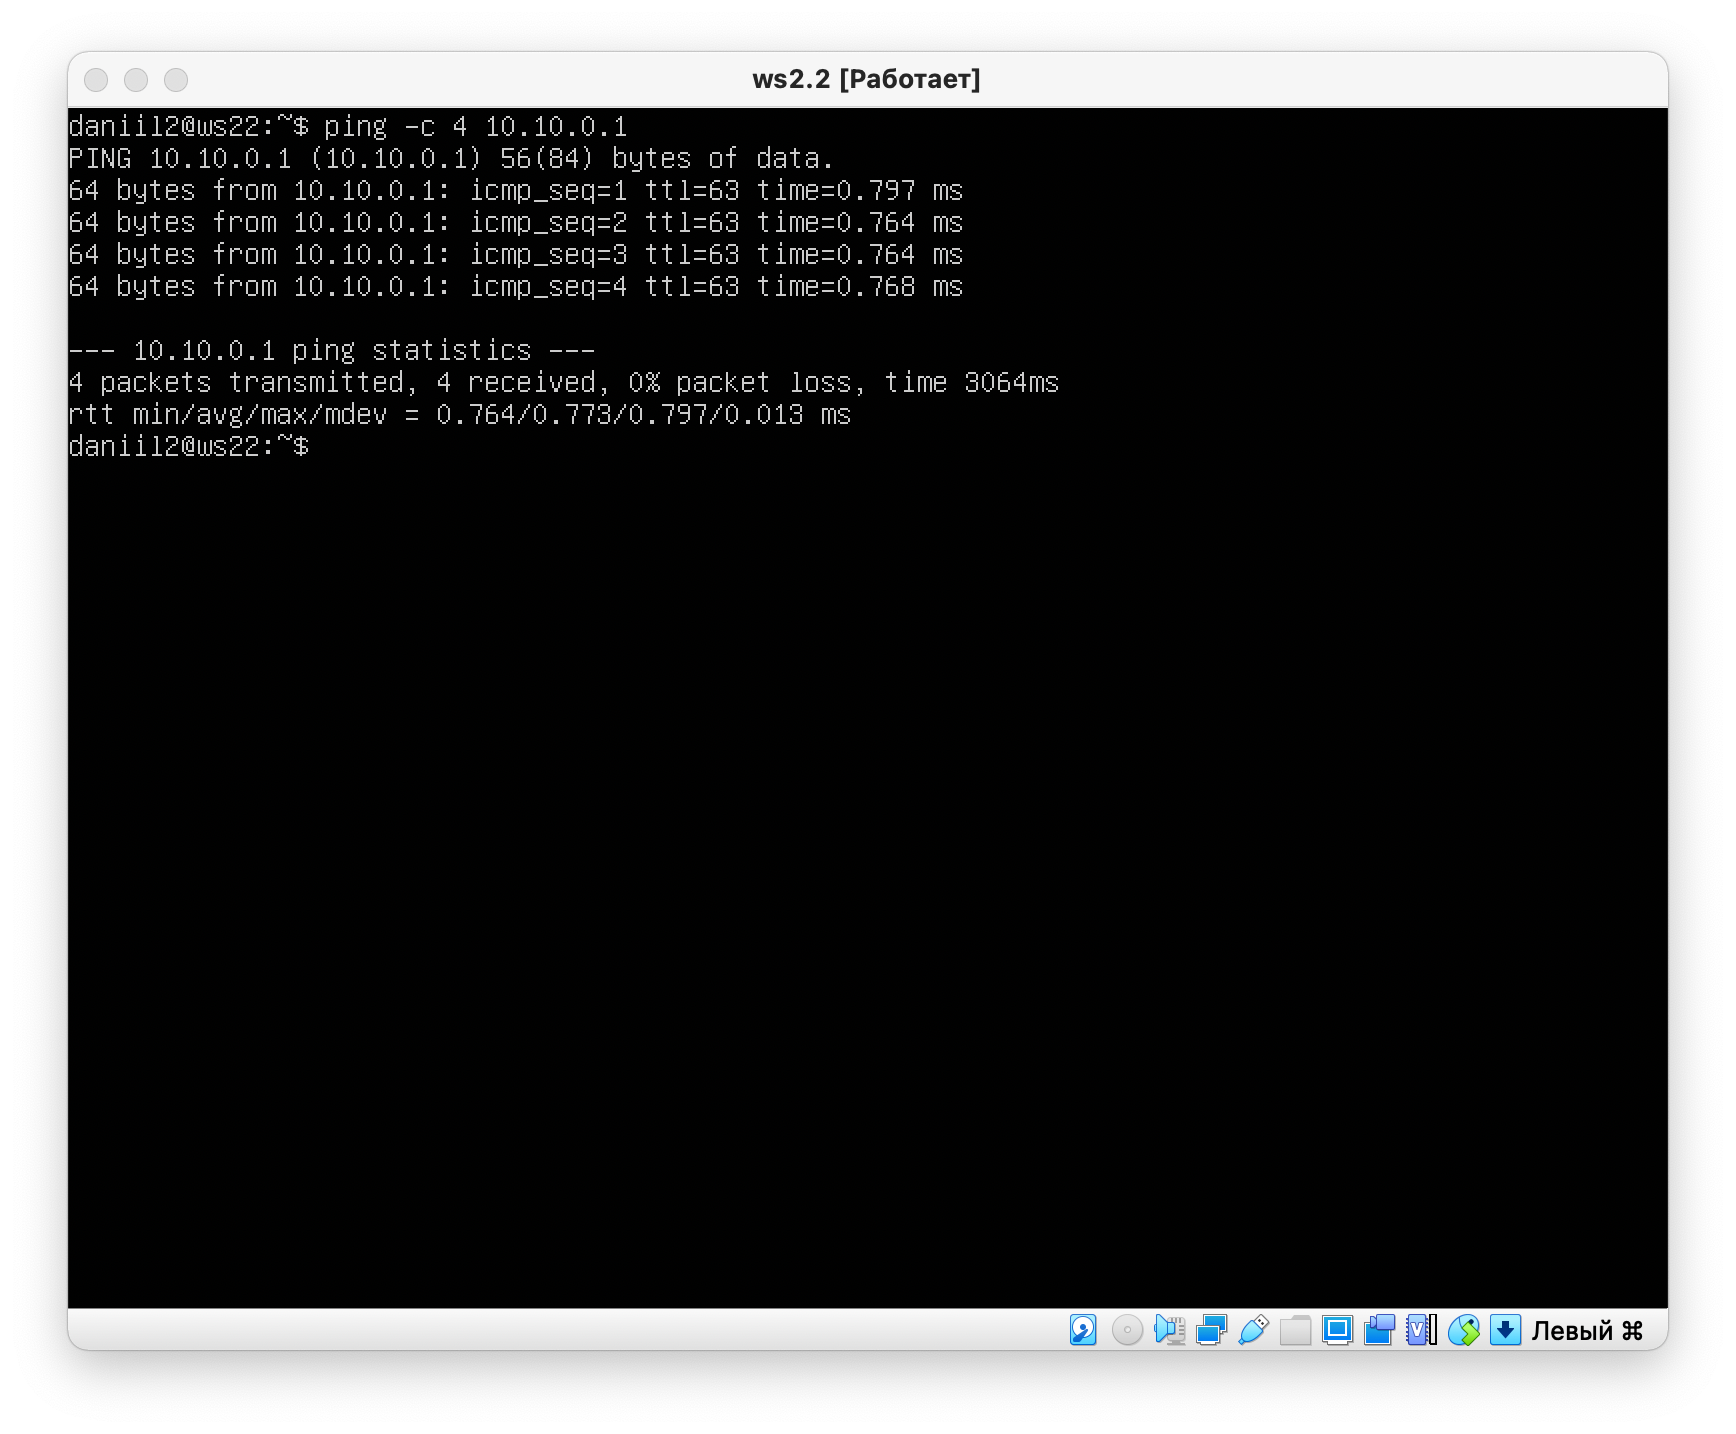 ws2.2 [Работает]
daniil2@ws22:~$ ping -c 4 10.10.0.1
PING 10.10.0.1 (10.10.0.1) 56(84) bytes of data.
64 bytes from 10.10.0.1: icmp_seq=1 ttl=63 time=0.797 ms
64 bytes from 10.10.0.1: icmp_seq=2 ttl=63 time=0.764 ms
64 bytes from 10.10.0.1: icmp_seq=3 ttl=63 time=0.764 ms
64 bytes from 10.10.0.1: icmp_seq=4 ttl=63 time=0.768 ms
--- 10.10.0.1 ping statistics ---
4 packets transmitted, 4 received, 0% packet loss, time 3064ms
rtt min/avg/max/mdev = 0.764/0.773/0.797/0.013 ms
daniil2@ws22:~$
Левый ⌘